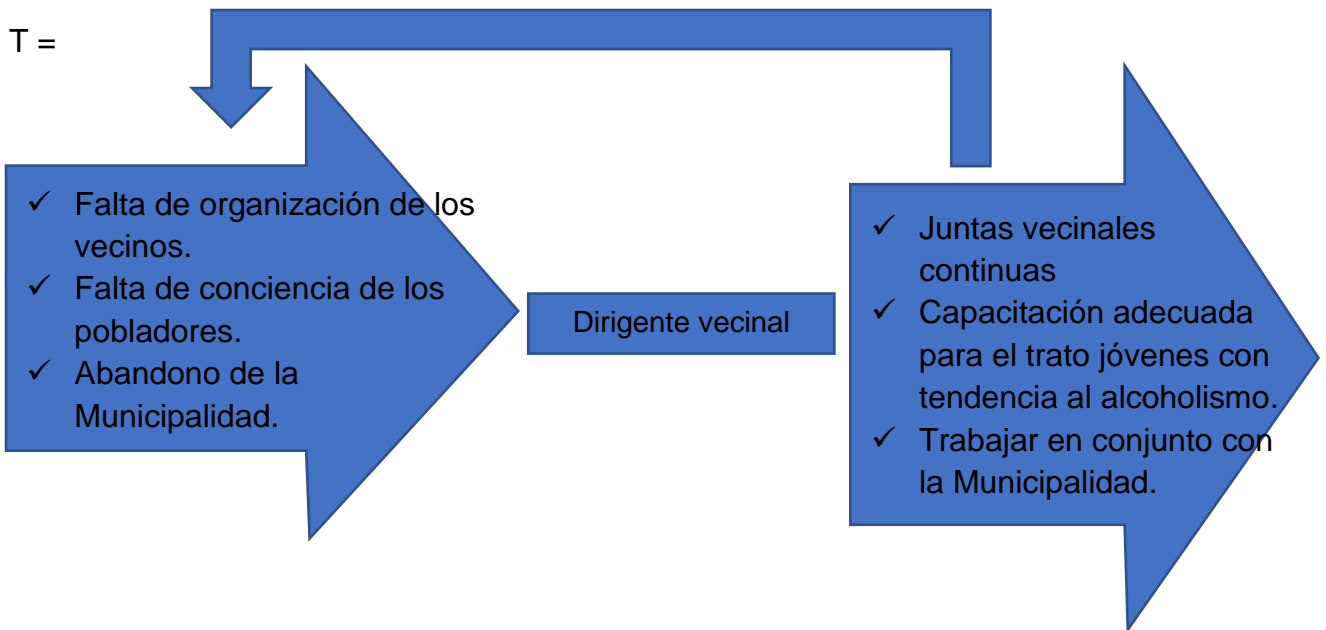 T =
✓ Falta de organización de los
vecinos.
✓ Falta de conciencia de los
pobladores.
✓ Abandono de la
Municipalidad.
Dirigente vecinal
✓ Juntas vecinales
continuas
✓ Capacitación adecuada
para el trato jóvenes con
tendencia al alcoholismo.
✓ Trabajar en conjunto con
la Municipalidad.